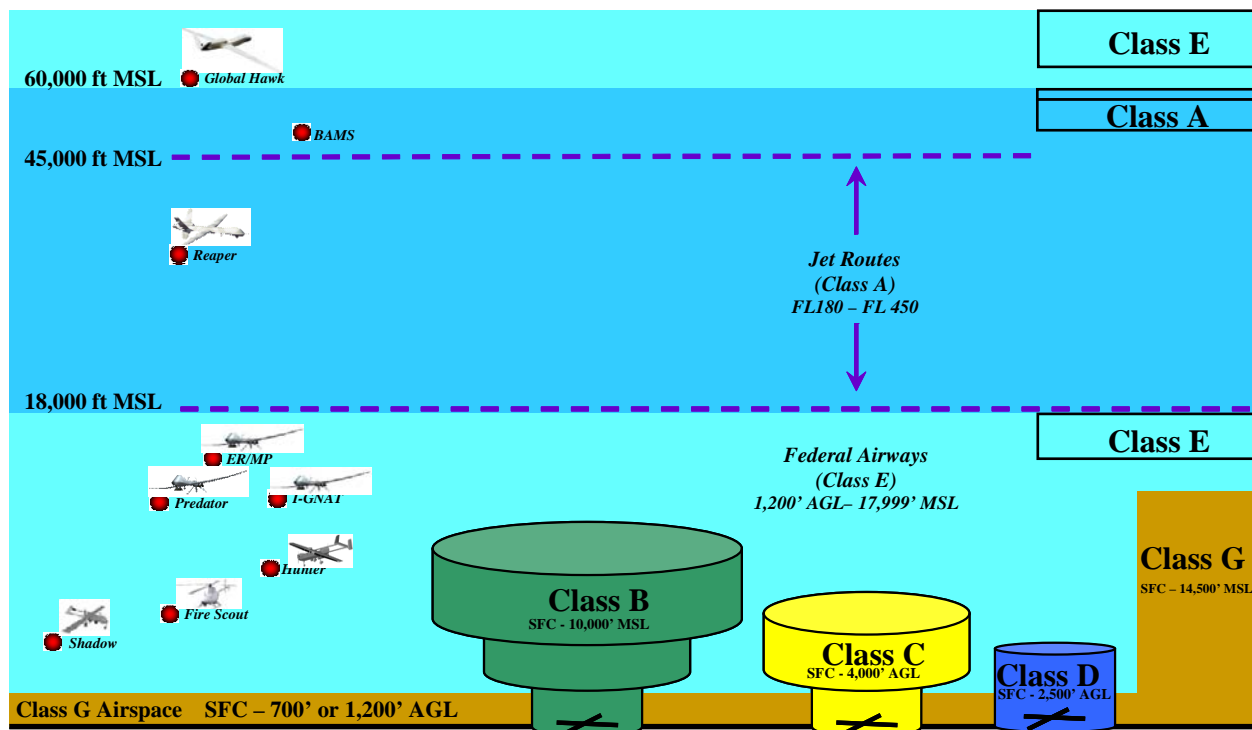 Class E
60,000 ft MSL
Global Hawk
Class A
BAMS
45,000 ft MSL
Reaper
Jet Routes
(Class A)
FL180 – FL 450
18,000 ft MSL
Class E
ER/MP
Federal Airways
(Class E)
1,200' AGL– 17,999' MSL
Predator
I-GNAT
Hunter
Class G
SFC – 14,500' MSL
Class B
SFC - 10,000' MSL
Fire Scout
Shadow
Class C
SFC - 4,000' AGL
Class D
SFC - 2,500' AGL
Class G Airspace SFC – 700' or 1,200' AGL